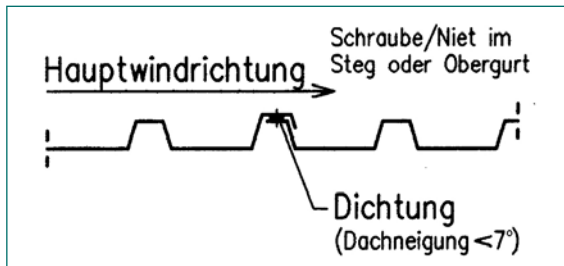 Schraube/Niet im
Hauptwindrichtung
Steg oder Obergurt
Dichtung
(Dachneigung<7°)